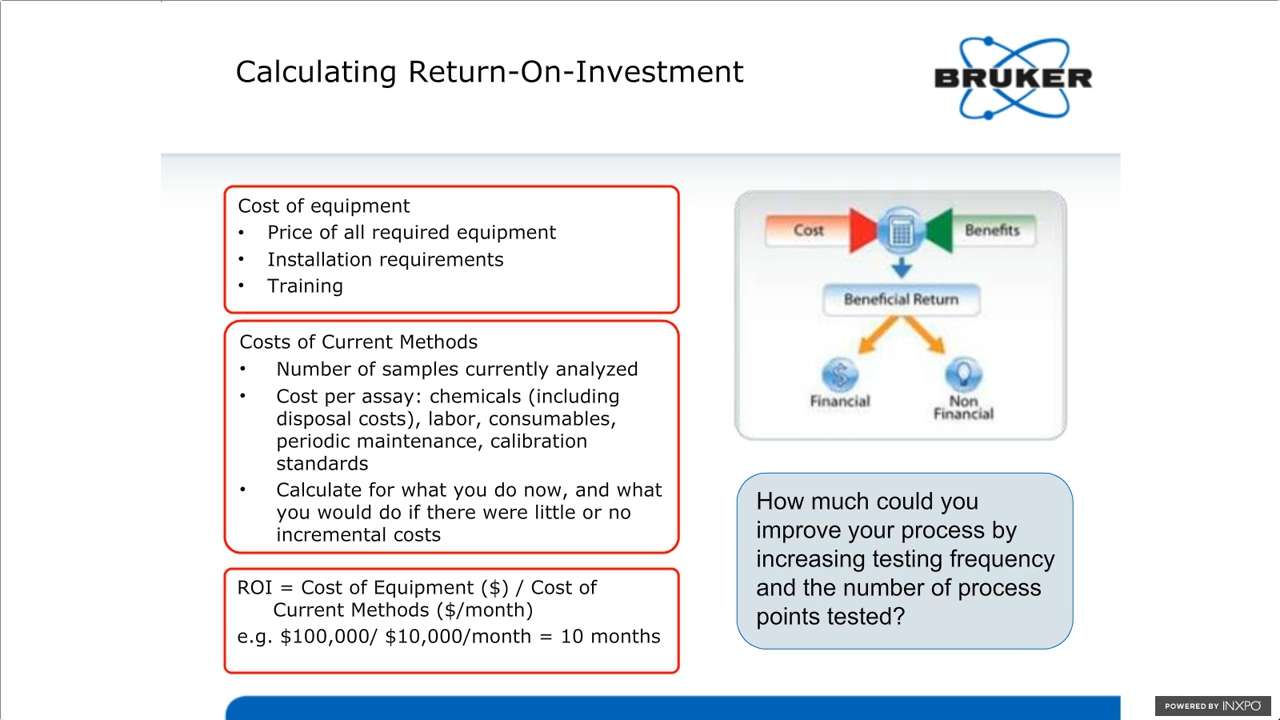 Calculating Return-On-Investment
BRUKER
Cost of equipment
• Price of all required equipment
• Installation requirements
• Training
Costs of Current Methods
• Number of samples currently analyzed
• Cost per assay: chemicals (including
disposal costs), labor, consumables,
periodic maintenance, calibration
standards
• Calculate for what you do now, and what
you would do if there were little or no
incremental costs
ROI = Cost of Equipment ($) / Cost of
Current Methods ($/month)
e.g. $100,000/ $10,000/month = 10 months
Cost
Benefits
Beneficial Return
$
Financial
Non
Financial
How much could you
improve your process by
increasing testing frequency
and the number of process
points tested?
POWERED BY INXPO